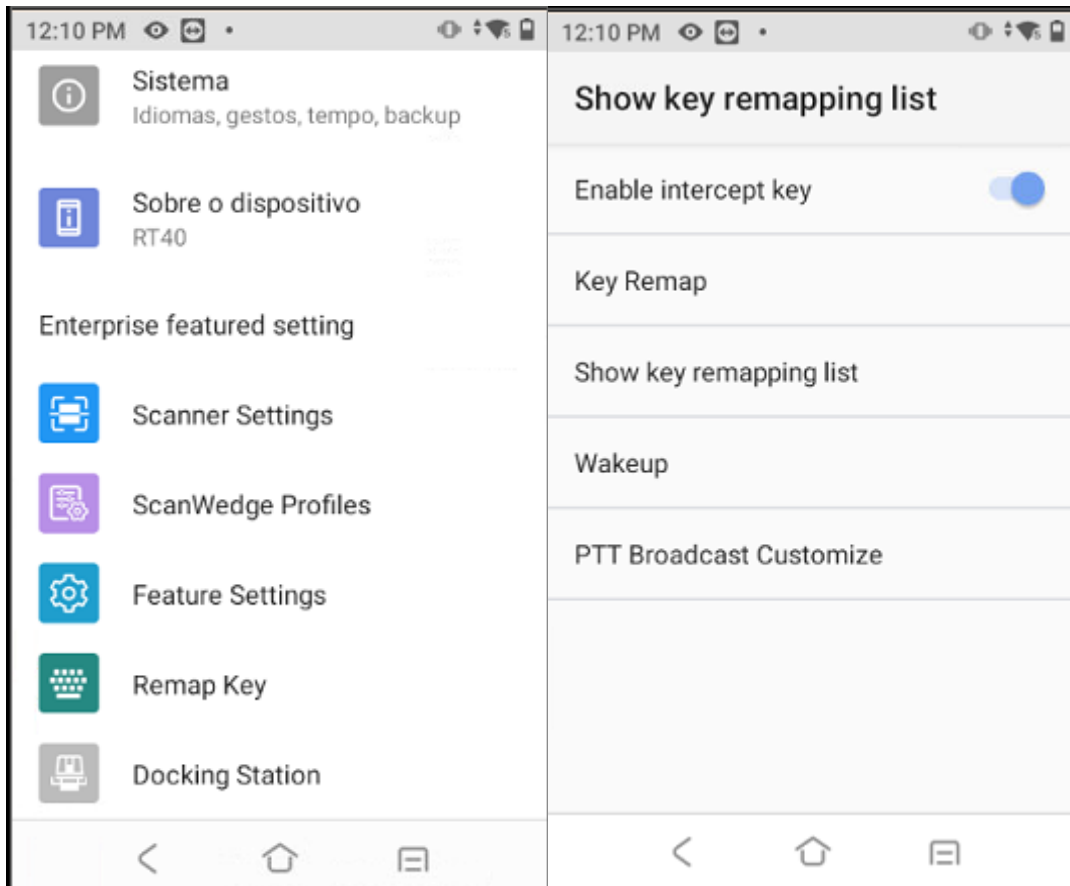 12:10 PM
Sistema
Idiomas, gestos, tempo, backup
Sobre o dispositivo
RT40
Enterprise featured setting
Scanner Settings
ScanWedge Profiles
Feature Settings
Remap Key
Docking Station
12:10 PM
Show key remapping list
Enable intercept key
Key Remap
Show key remapping list
Wakeup
PTT Broadcast Customize